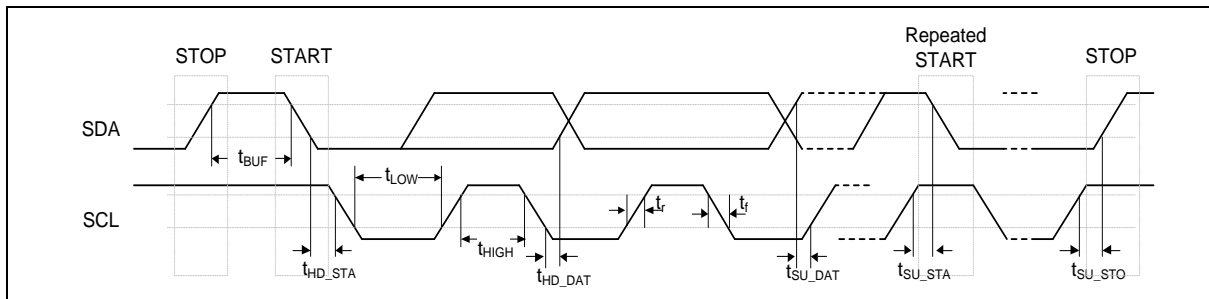 STOP
START
Repeated
START
STOP
SDA
tBUF
tLOW
SCL
tr
tf
tHD_STA
tHIGH
tHD_DAT
tSU_DAT
tSU_STA
tSU_STO